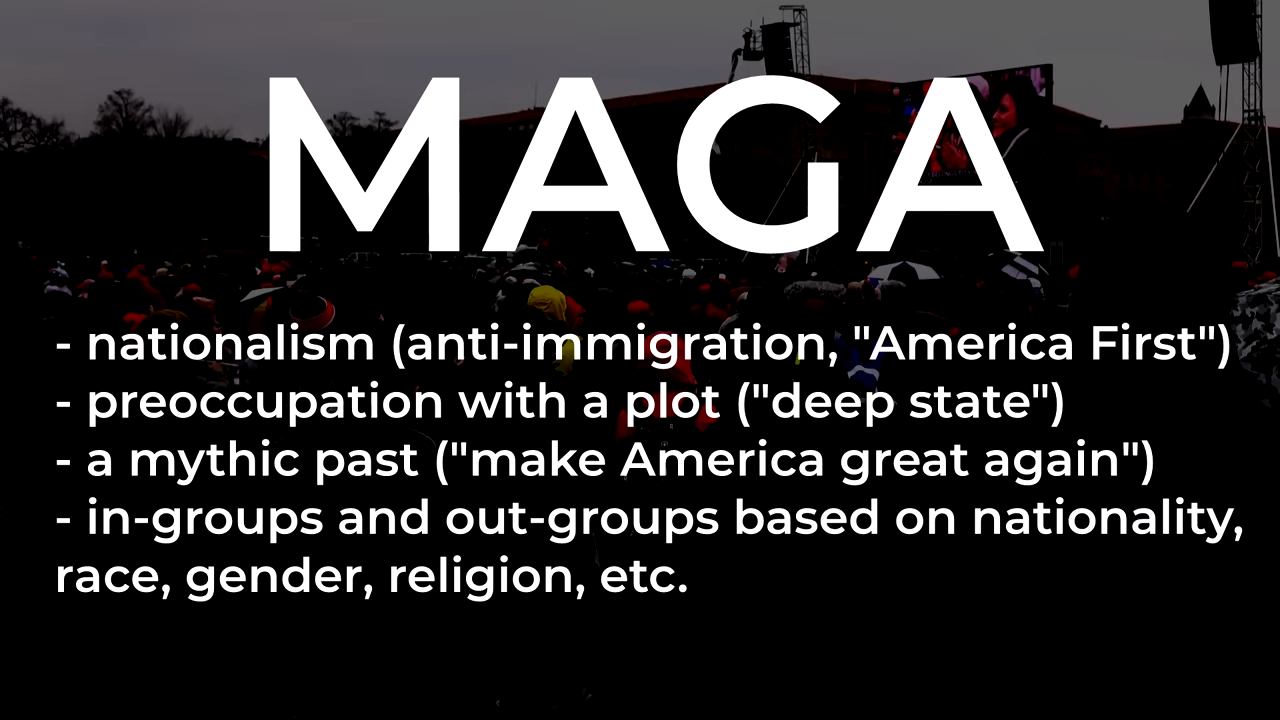 MAGA
- nationalism (anti-immigration, "America First")
- preoccupation with a plot ("deep state")
- a mythic past ("make America great again")
- in-groups and out-groups based on nationality,
race, gender, religion, etc.